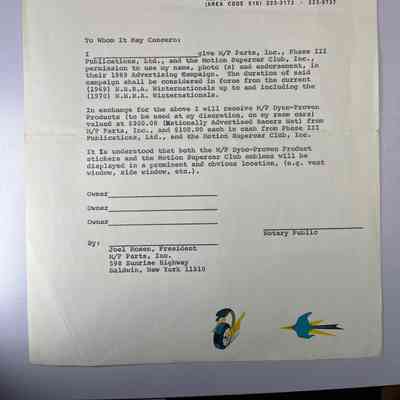 (AREA CODE 516) 223-3172 - 223-8737
To Whom It May Concern:
I give M/P Parts, Inc., Phase III
Publications, Ltd., and the Motion Supercar Club, Inc.,
permission to use my name, photo (s) and endorsement, in
their 1969 Advertising Campaign. The duration of said
campaign shall be considered in force from the current
(1969) N.H.R.A. Winternationals up to and including the
(1970) N.H.R.A. Winternationals.
In exchange for the above I will receive M/P Dyno-Proven
Products (to be used at my discretion, on my race cars)
valued at $300.00 (Nationally Advertised Racers Net) from
M/P Parts, Inc., and $100.00 each in cash from Phase III
Publications, Ltd., and the Motion Supercar Club, Inc.
It is understood that both the M/P Dyno-Proven Product
stickers and the Motion Supercar Club emblems will be
displayed in a prominent and obvious location, (e.g. vent
window, side window, etc.).
Owner
Owner
Owner
Notary Public
By:
Joel Rosen, President
M/P Parts, Inc.
598 Sunrise Highway
Baldwin, New York 11510